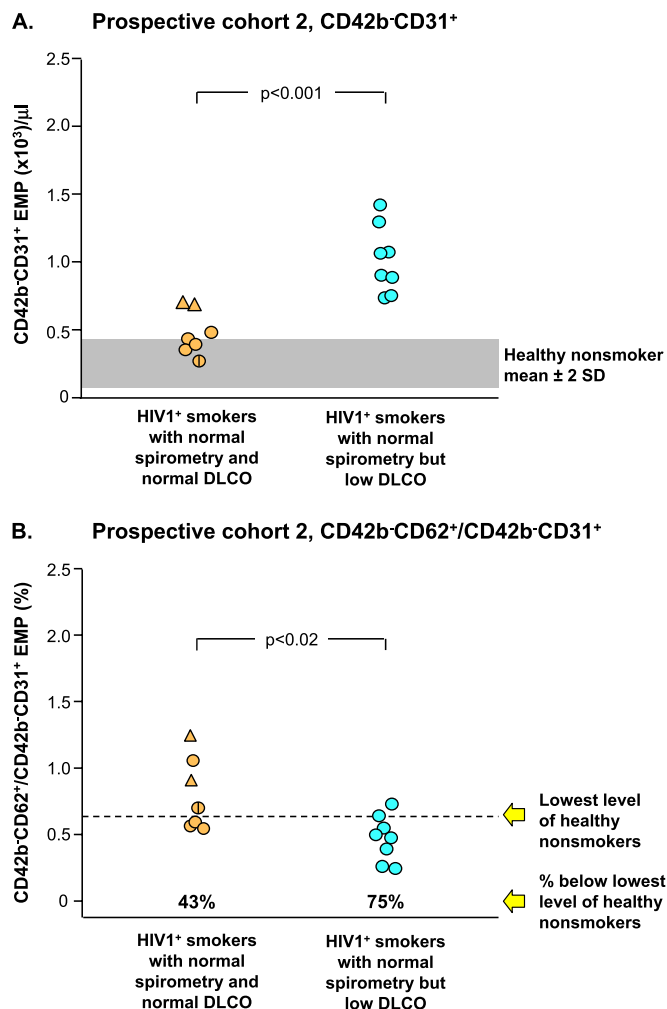 A. Prospective cohort 2, CD42b⁻CD31⁺
CD42b⁻CD31⁺ EMP (x10³)/µl
2.5
2.0
1.5
1.0
0.5
0
p<0.001
Healthy nonsmoker
mean ± 2 SD
HIV1⁺ smokers
with normal
spirometry and
normal DLCO
HIV1⁺ smokers
with normal
spirometry but
low DLCO
B. Prospective cohort 2, CD42b⁻CD62⁺/CD42b⁻CD31⁺
CD42b⁻CD62⁺/CD42b⁻CD31⁺ EMP (%)
2.5
2.0
1.5
1.0
0.5
0
p<0.02
Lowest level
of healthy
nonsmokers
43%
75%
% below lowest
level of healthy
nonsmokers
HIV1⁺ smokers
with normal
spirometry and
normal DLCO
HIV1⁺ smokers
with normal
spirometry but
low DLCO